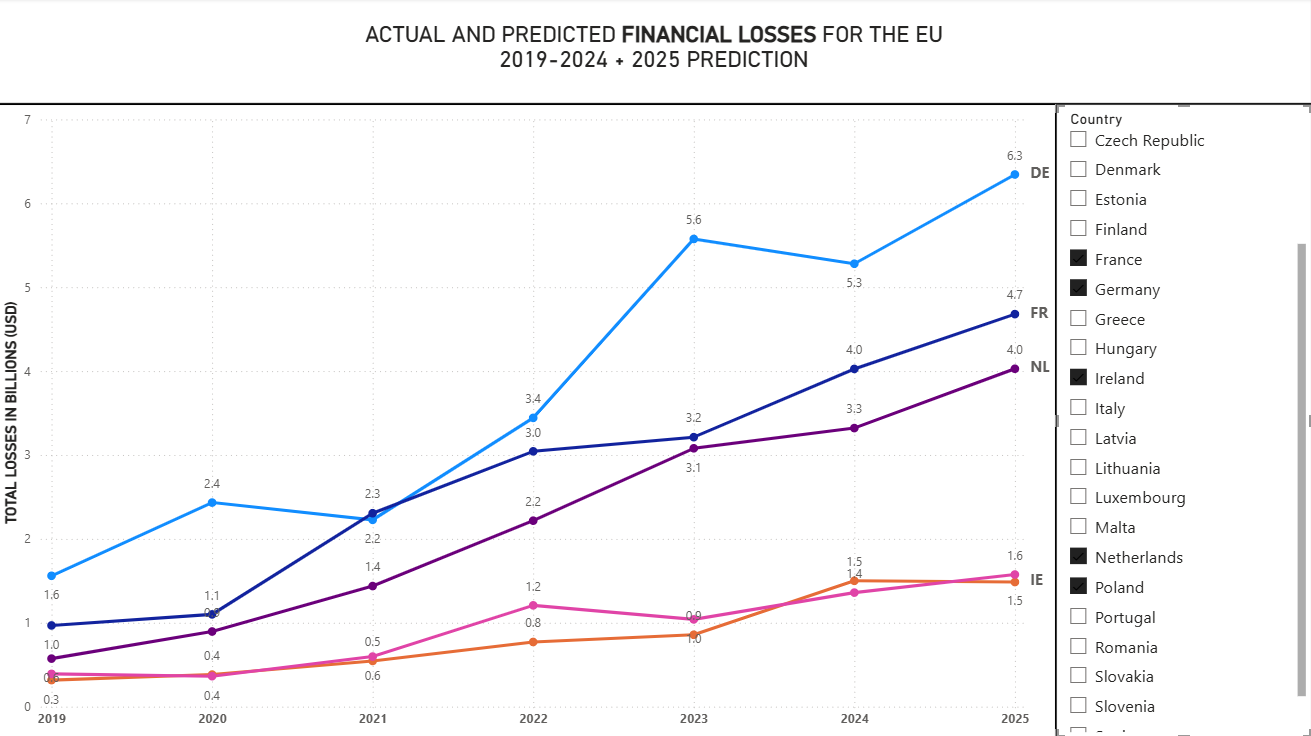 ACTUAL AND PREDICTED FINANCIAL LOSSES FOR THE EU
2019-2024 + 2025 PREDICTION
TOTAL LOSSES IN BILLIONS (USD)
7
6
5
4
3
2
1
0
1.6
2.4
2.2
3.4
5.6
5.3
6.3
DE
1.0
1.1
2.3
3.0
3.2
4.0
4.7
FR
1.4
2.2
3.1
3.3
4.0
NL
0.4
0.5
1.2
1.0
1.4
1.6
IE
0.3
0.4
0.6
0.8
0.9
1.5
1.5
2019
2020
2021
2022
2023
2024
2025
Country
Czech Republic
Denmark
Estonia
Finland
France
Germany
Greece
Hungary
Ireland
Italy
Latvia
Lithuania
Luxembourg
Malta
Netherlands
Poland
Portugal
Romania
Slovakia
Slovenia